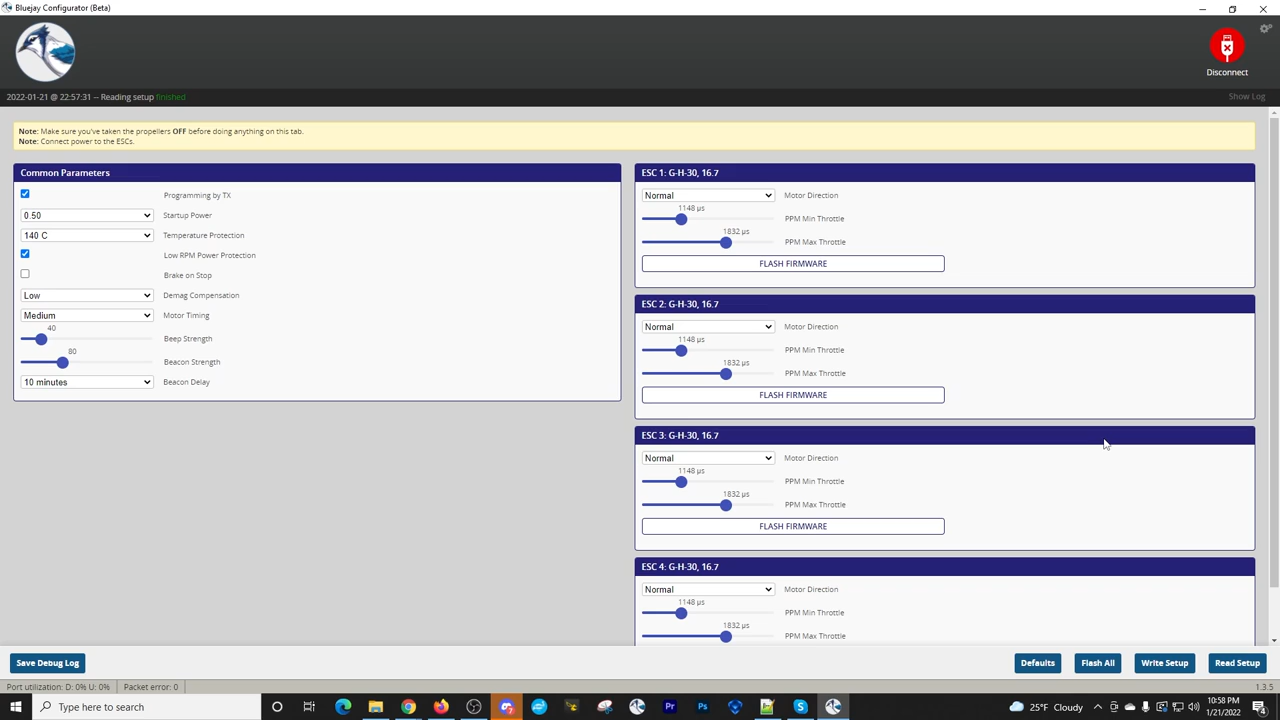 Bluejay Configurator (Beta)
Disconnect
2022-01-21 @ 22:57:31 -- Reading setup finished
Show Log
Note: Make sure you've taken the propellers OFF before doing anything on this tab.
Note: Connect power to the ESCs.
Common Parameters
Programming by TX
0.50
Startup Power
140 C
Temperature Protection
Low RPM Power Protection
Brake on Stop
Low
Demag Compensation
Medium
Motor Timing
40
Beep Strength
80
Beacon Strength
10 minutes
Beacon Delay
ESC 1: G-H-30, 16.7
Normal
Motor Direction
1148 µs
PPM Min Throttle
1832 µs
PPM Max Throttle
FLASH FIRMWARE
ESC 2: G-H-30, 16.7
Normal
Motor Direction
1148 µs
PPM Min Throttle
1832 µs
PPM Max Throttle
FLASH FIRMWARE
ESC 3: G-H-30, 16.7
Normal
Motor Direction
1148 µs
PPM Min Throttle
1832 µs
PPM Max Throttle
FLASH FIRMWARE
ESC 4: G-H-30, 16.7
Normal
Motor Direction
1148 µs
PPM Min Throttle
1832 µs
PPM Max Throttle
Save Debug Log
Defaults
Flash All
Write Setup
Read Setup
Port utilization: D: 0% U: 0%
Packet error: 0
1.3.5
Type here to search
Pr
Ps
25°F Cloudy
10:58 PM
1/21/2022
4